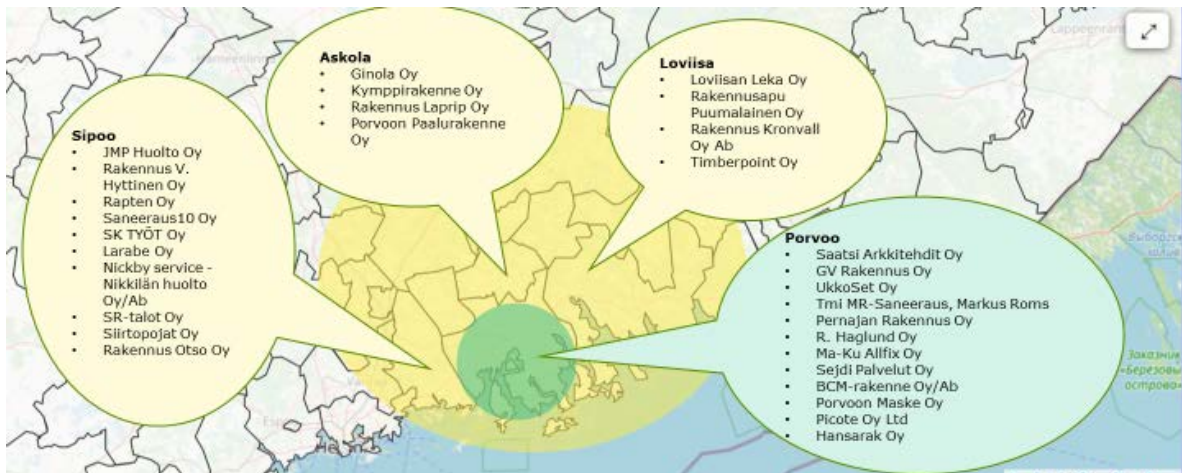 Sipoo
• JMP Huolto Oy
• Rakennus V.
Hyttinen Oy
• Rapten Oy
• Saneeraus10 Oy
• SK TYÖT Oy
• Larabe Oy
• Nickby service -
Nikkilän huolto
Oy/Ab
• SR-talot Oy
• Siirtopojat Oy
• Rakennus Otso Oy
Askola
• Ginola Oy
• Kymppirakenne Oy
• Rakennus Laprip Oy
• Porvoon Paalurakenne
Oy
Loviisa
• Loviisan Leka Oy
• Rakennusapu
Puumalainen Oy
• Rakennus Kronvall
Oy Ab
• Timberpoint Oy
Porvoo
• Saatsi Arkkitehdit Oy
• GV Rakennus Oy
• UkkoSet Oy
• Tmi MR-Saneeraus, Markus Roms
• Pernajan Rakennus Oy
• R. Haglund Oy
• Ma-Ku Allfix Oy
• Sejdi Palvelut Oy
• BCM-rakenne Oy/Ab
• Porvoon Maske Oy
• Picote Oy Ltd
• Hansarak Oy